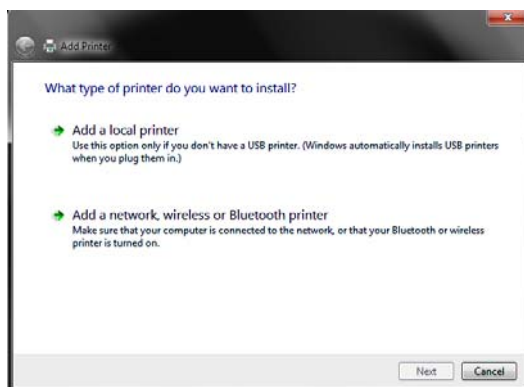 Add Printer
What type of printer do you want to install?
Add a local printer
Use this option only if you don't have a USB printer. (Windows automatically installs USB printers
when you plug them in.)
Add a network, wireless or Bluetooth printer
Make sure that your computer is connected to the network, or that your Bluetooth or wireless
printer is turned on.
Next
Cancel